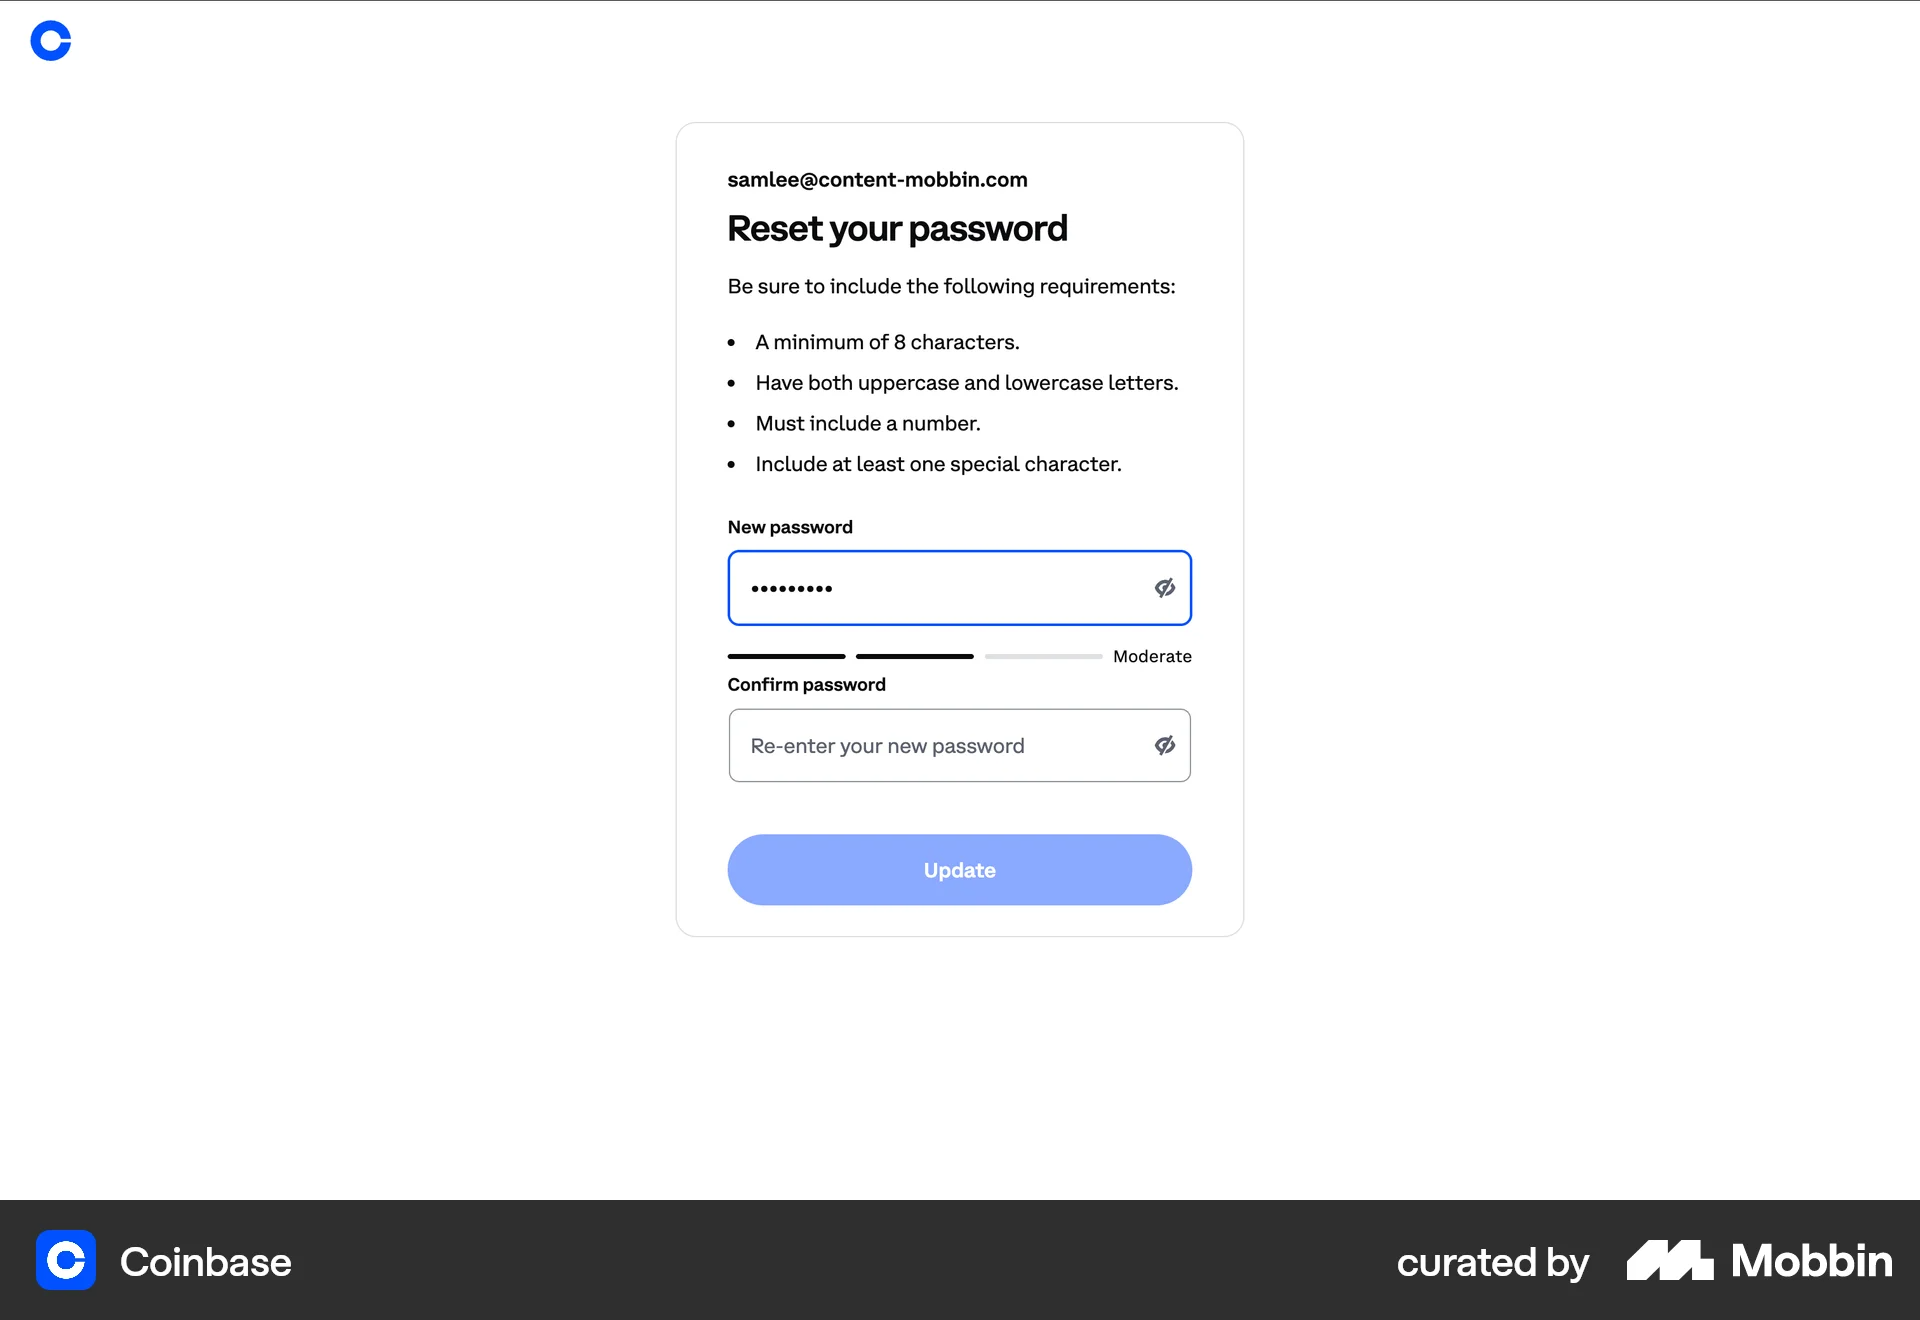 samlee@content-mobbin.com
Reset your password
Be sure to include the following requirements:
• A minimum of 8 characters.
• Have both uppercase and lowercase letters.
• Must include a number.
• Include at least one special character.
New password
•••••••••
Moderate
Confirm password
Re-enter your new password
Update
Coinbase
curated by Mobbin